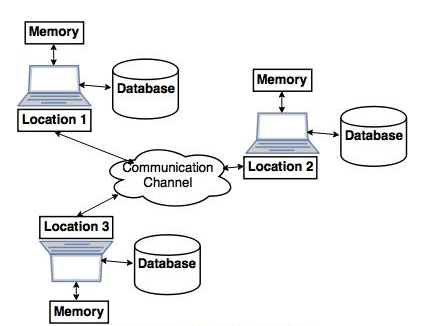 Memory
Database
Location 1
Memory
Database
Location 2
Communication
Channel
Location 3
Database
Memory